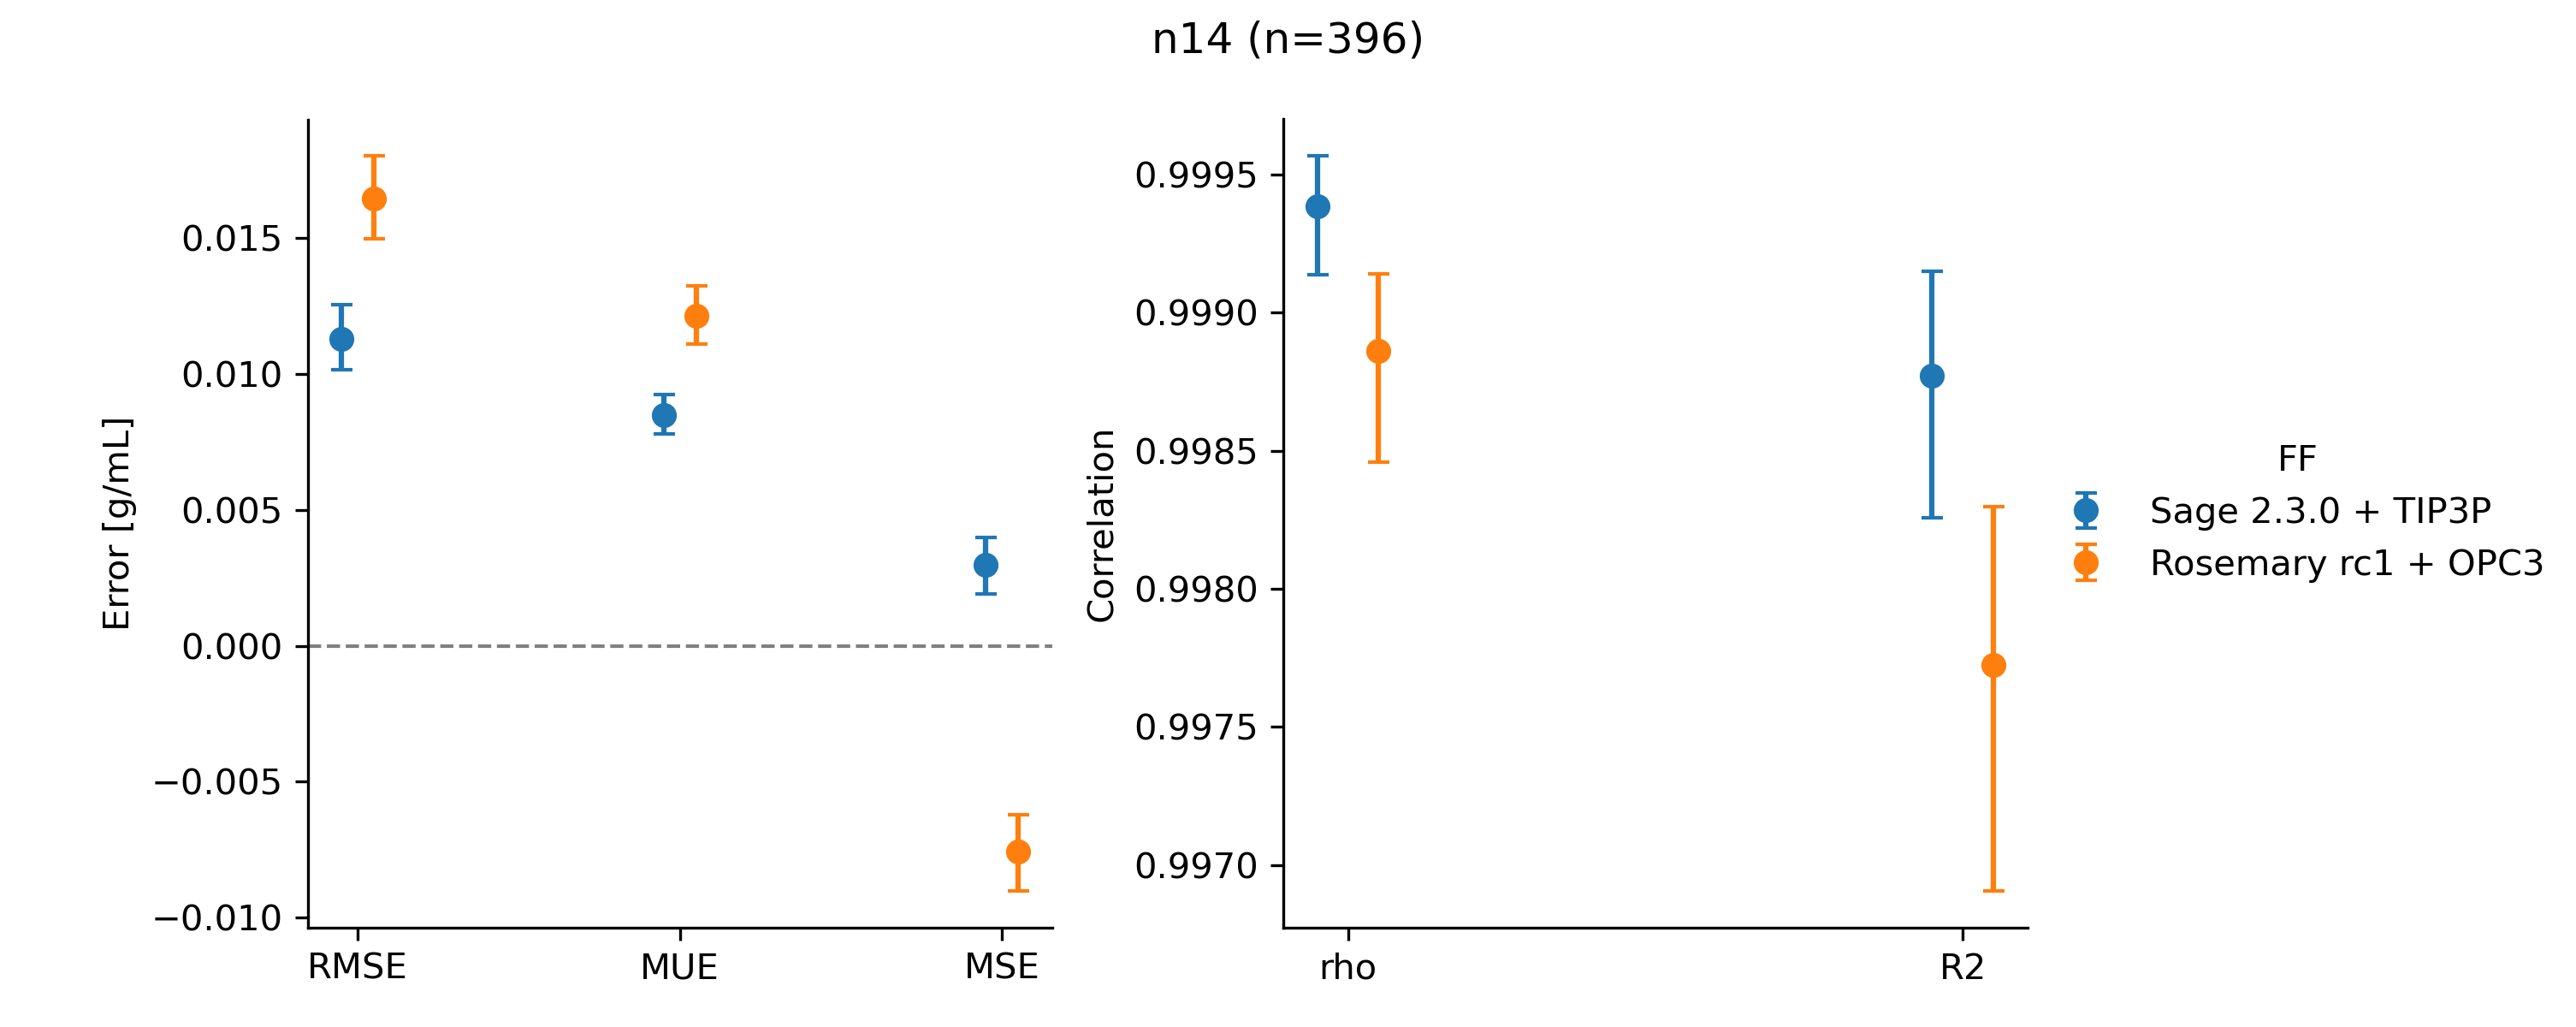 n14 (n=396)
Error [g/mL]
0.015
0.010
0.005
0.000
−0.005
−0.010
RMSE
MUE
MSE
Correlation
0.9995
0.9990
0.9985
0.9980
0.9975
0.9970
rho
R2
FF
Sage 2.3.0 + TIP3P
Rosemary rc1 + OPC3